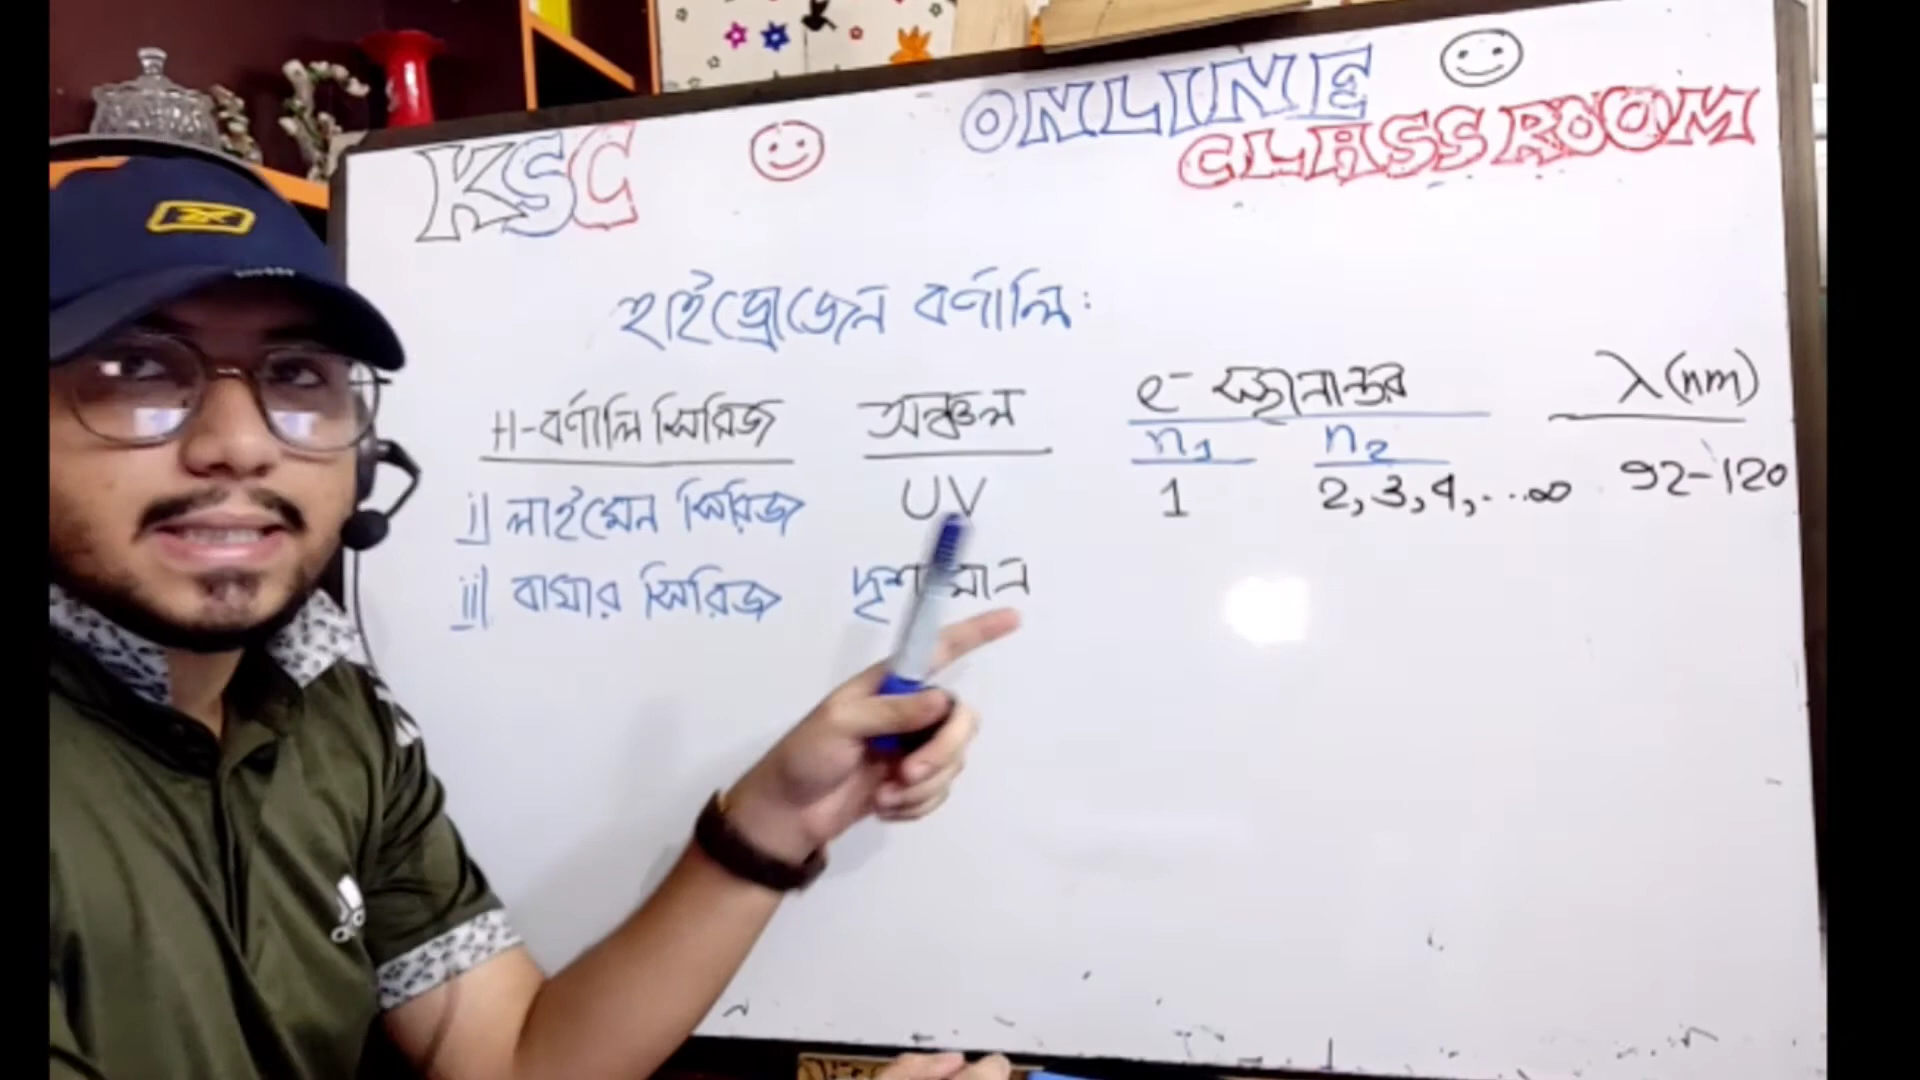 KSC ONLINE
CLASSROOM
হাইড্রোজেন বর্ণালি:
H-বর্ণালি সিরিজ অঞ্চল e⁻ স্থানান্তর λ(nm)
n₁ n₂
i) লাইমেন সিরিজ UV 1 2,3,4,...∞ 92-120
ii) বামার সিরিজ দৃশ্যমান